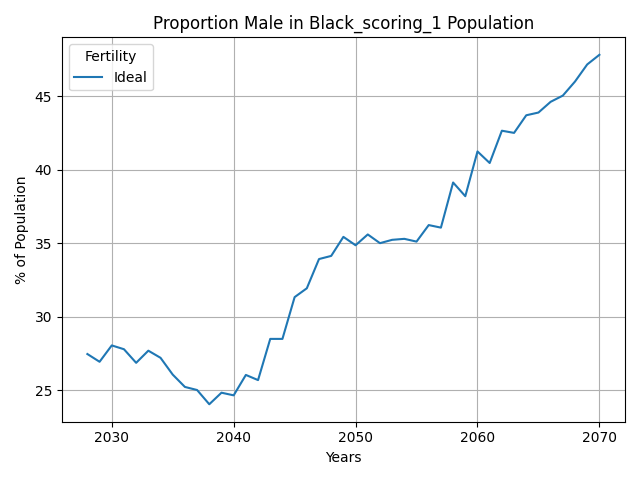 Proportion Male in Black_scoring_1 Population
Fertility
Ideal
% of Population
45
40
35
30
25
2030 2040 2050 2060 2070
Years